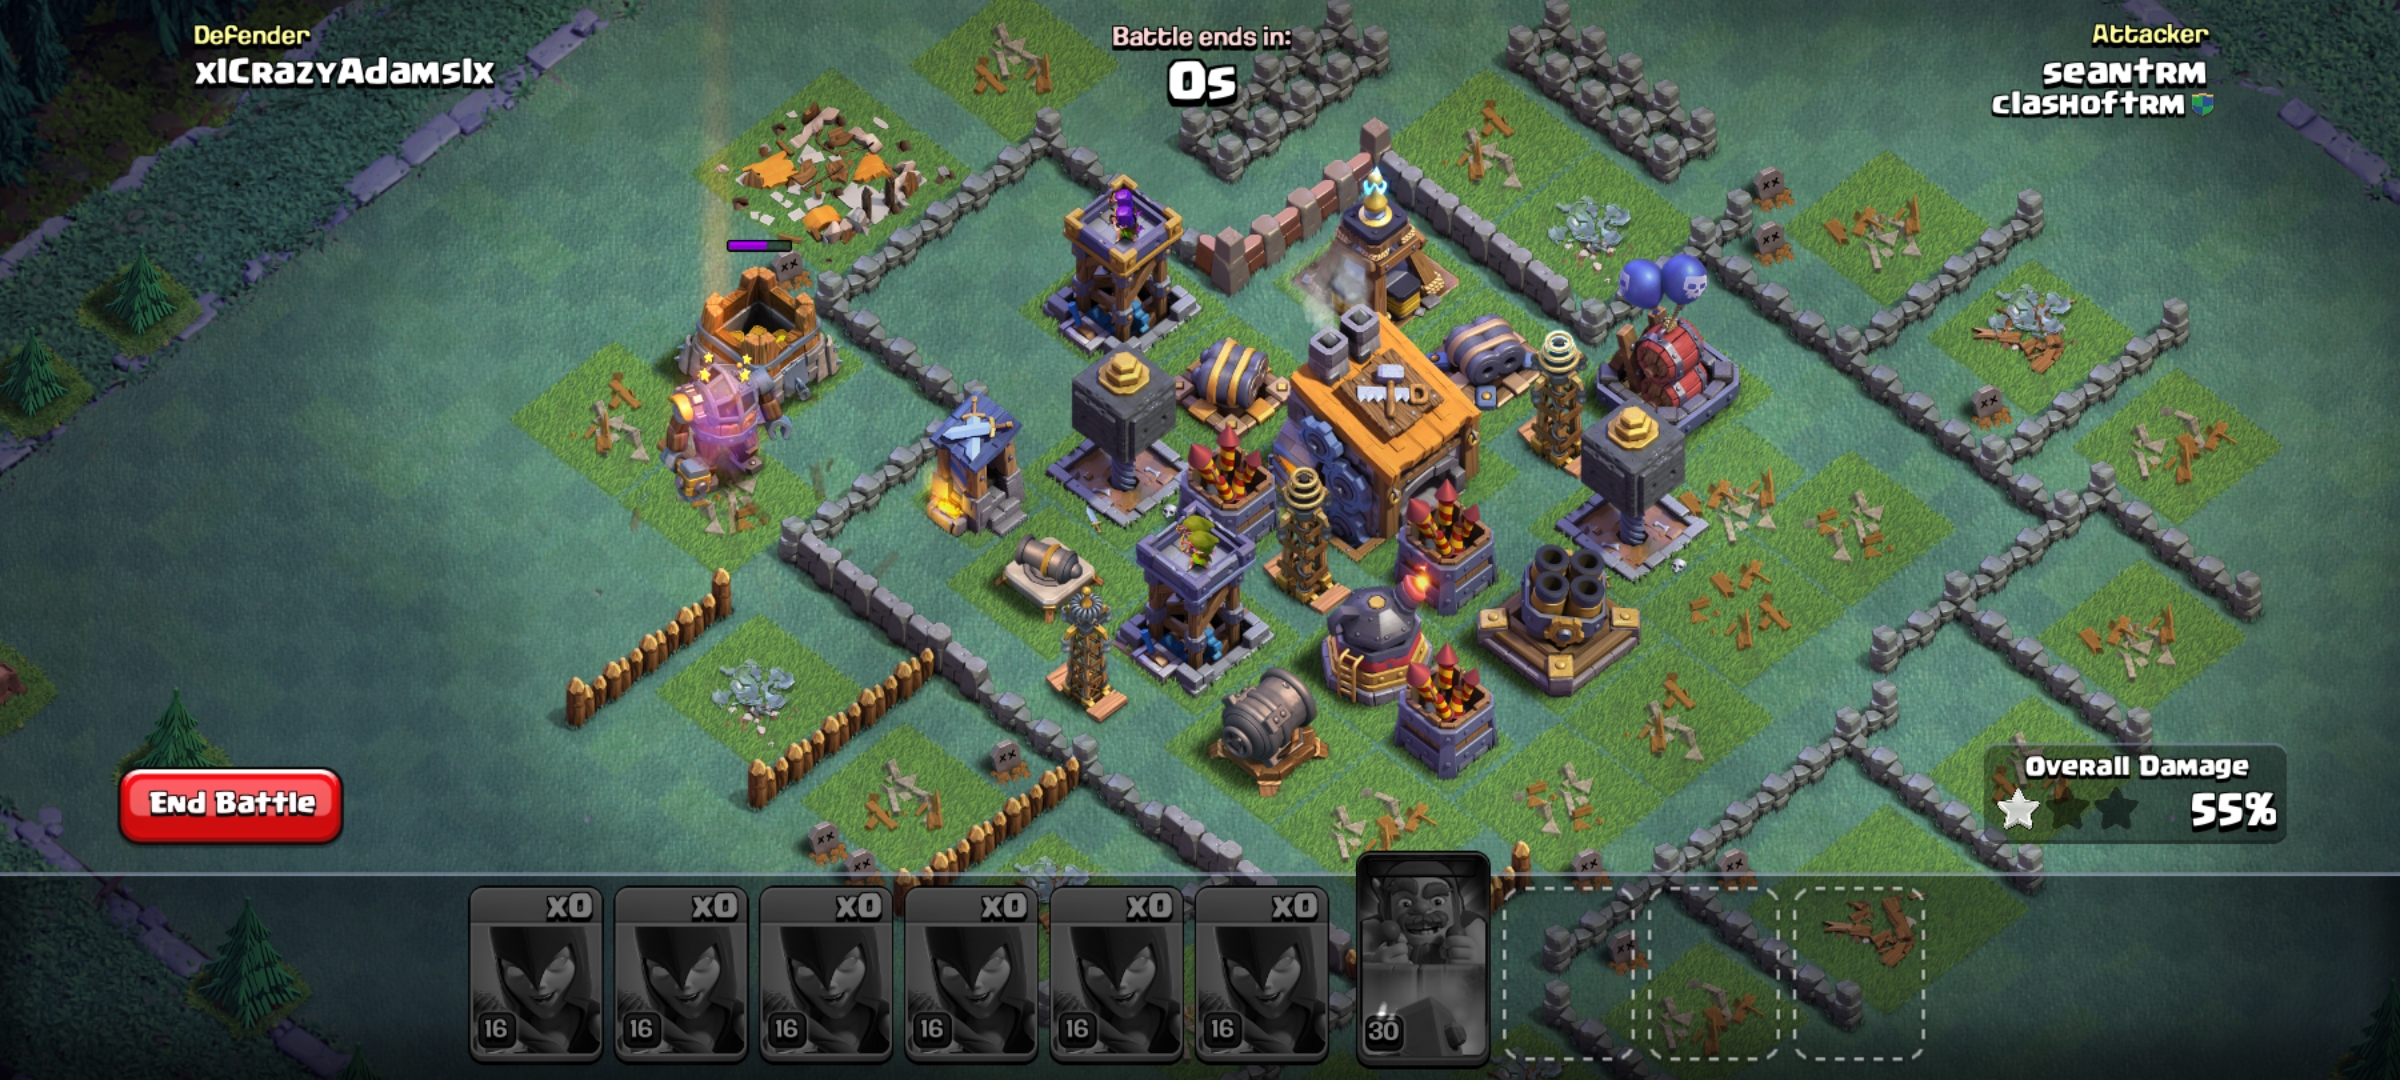 Defender
xlCrazyAdamslx
Battle ends in:
0s
Attacker
seantRM
clashoftRM
End Battle
Overall Damage
55%
x0
x0
x0
x0
x0
x0
16
16
16
16
16
16
30